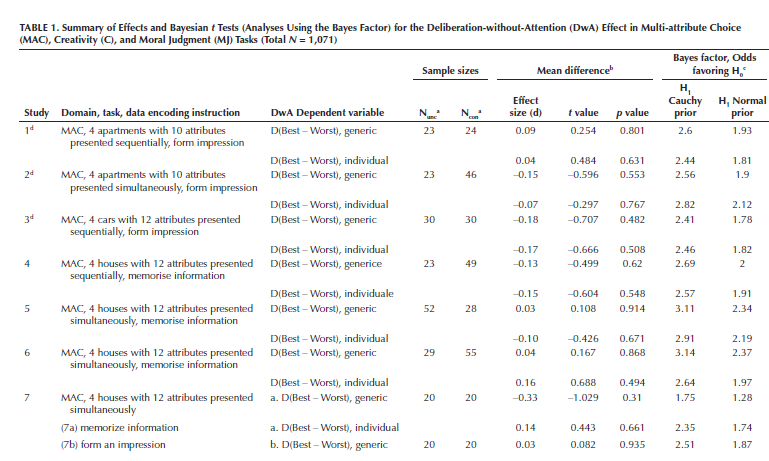 TABLE 1. Summary of Effects and Bayesian t Tests (Analyses Using the Bayes Factor) for the Deliberation-without-Attention (DwA) Effect in Multi-attribute Choice
(MAC), Creativity (C), and Moral Judgment (MJ) Tasks (Total N = 1,071)
Sample sizes Mean difference^b Bayes factor, Odds favoring H_o^c
Study Domain, task, data encoding instruction DwA Dependent variable N_unc^a N_con^a Effect size (d) t value p value H_1 Cauchy prior H_1 Normal prior
1^d MAC, 4 apartments with 10 attributes D(Best – Worst), generic 23 24 0.09 0.254 0.801 2.6 1.93
presented sequentially, form impression
D(Best – Worst), individual 0.04 0.484 0.631 2.44 1.81
2^d MAC, 4 apartments with 10 attributes D(Best – Worst), generic 23 46 −0.15 −0.596 0.553 2.56 1.9
presented simultaneously, form impression
D(Best – Worst), individual −0.07 −0.297 0.767 2.82 2.12
3^d MAC, 4 cars with 12 attributes presented D(Best – Worst), generic 30 30 −0.18 −0.707 0.482 2.41 1.78
sequentially, form impression
D(Best – Worst), individual −0.17 −0.666 0.508 2.46 1.82
4 MAC, 4 houses with 12 attributes presented D(Best – Worst), generice 23 49 −0.13 −0.499 0.62 2.69 2
sequentially, memorise information
D(Best – Worst), individuale −0.15 −0.604 0.548 2.57 1.91
5 MAC, 4 houses with 12 attributes presented D(Best – Worst), generic 52 28 0.03 0.108 0.914 3.11 2.34
simultaneously, memorise information
D(Best – Worst), individual −0.10 −0.426 0.671 2.91 2.19
6 MAC, 4 houses with 12 attributes presented D(Best – Worst), generic 29 55 0.04 0.167 0.868 3.14 2.37
simultaneously, memorise information
D(Best – Worst), individual 0.16 0.688 0.494 2.64 1.97
7 MAC, 4 houses with 12 attributes presented a. D(Best – Worst), generic 20 20 −0.33 −1.029 0.31 1.75 1.28
simultaneously
(7a) memorize information a. D(Best – Worst), individual 0.14 0.443 0.661 2.35 1.74
(7b) form an impression b. D(Best – Worst), generic 20 20 0.03 0.082 0.935 2.51 1.87